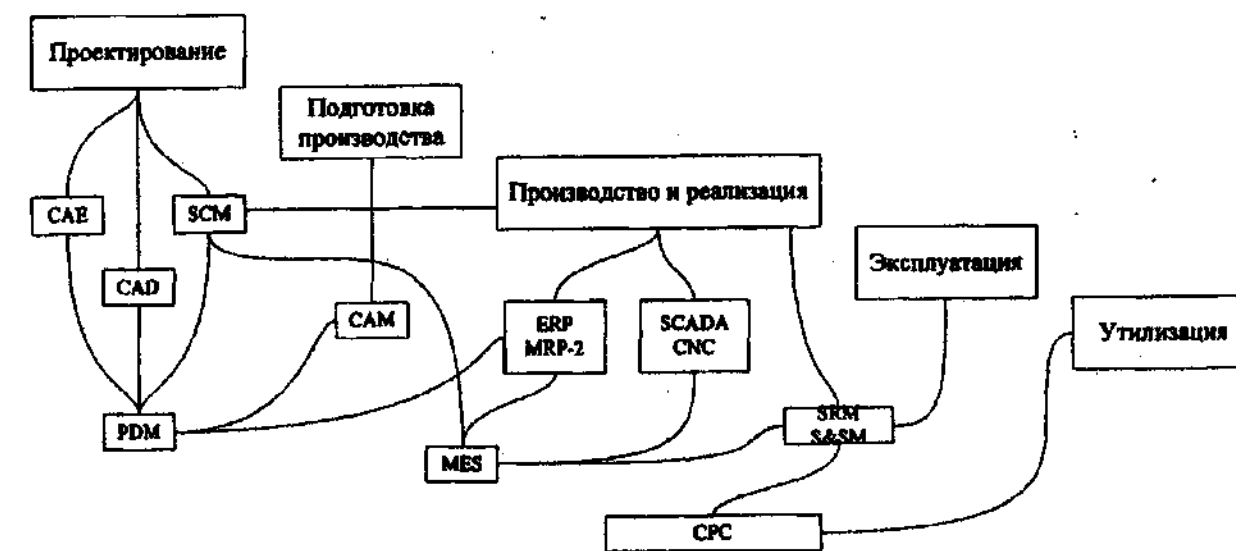 Проектирование
Подготовка
производства
Производство и реализация
CAE
SCM
Эксплуатация
CAD
CAM
ERP
MRP-2
SCADA
CNC
Утилизация
PDM
SRM
S&SM
MES
CPC